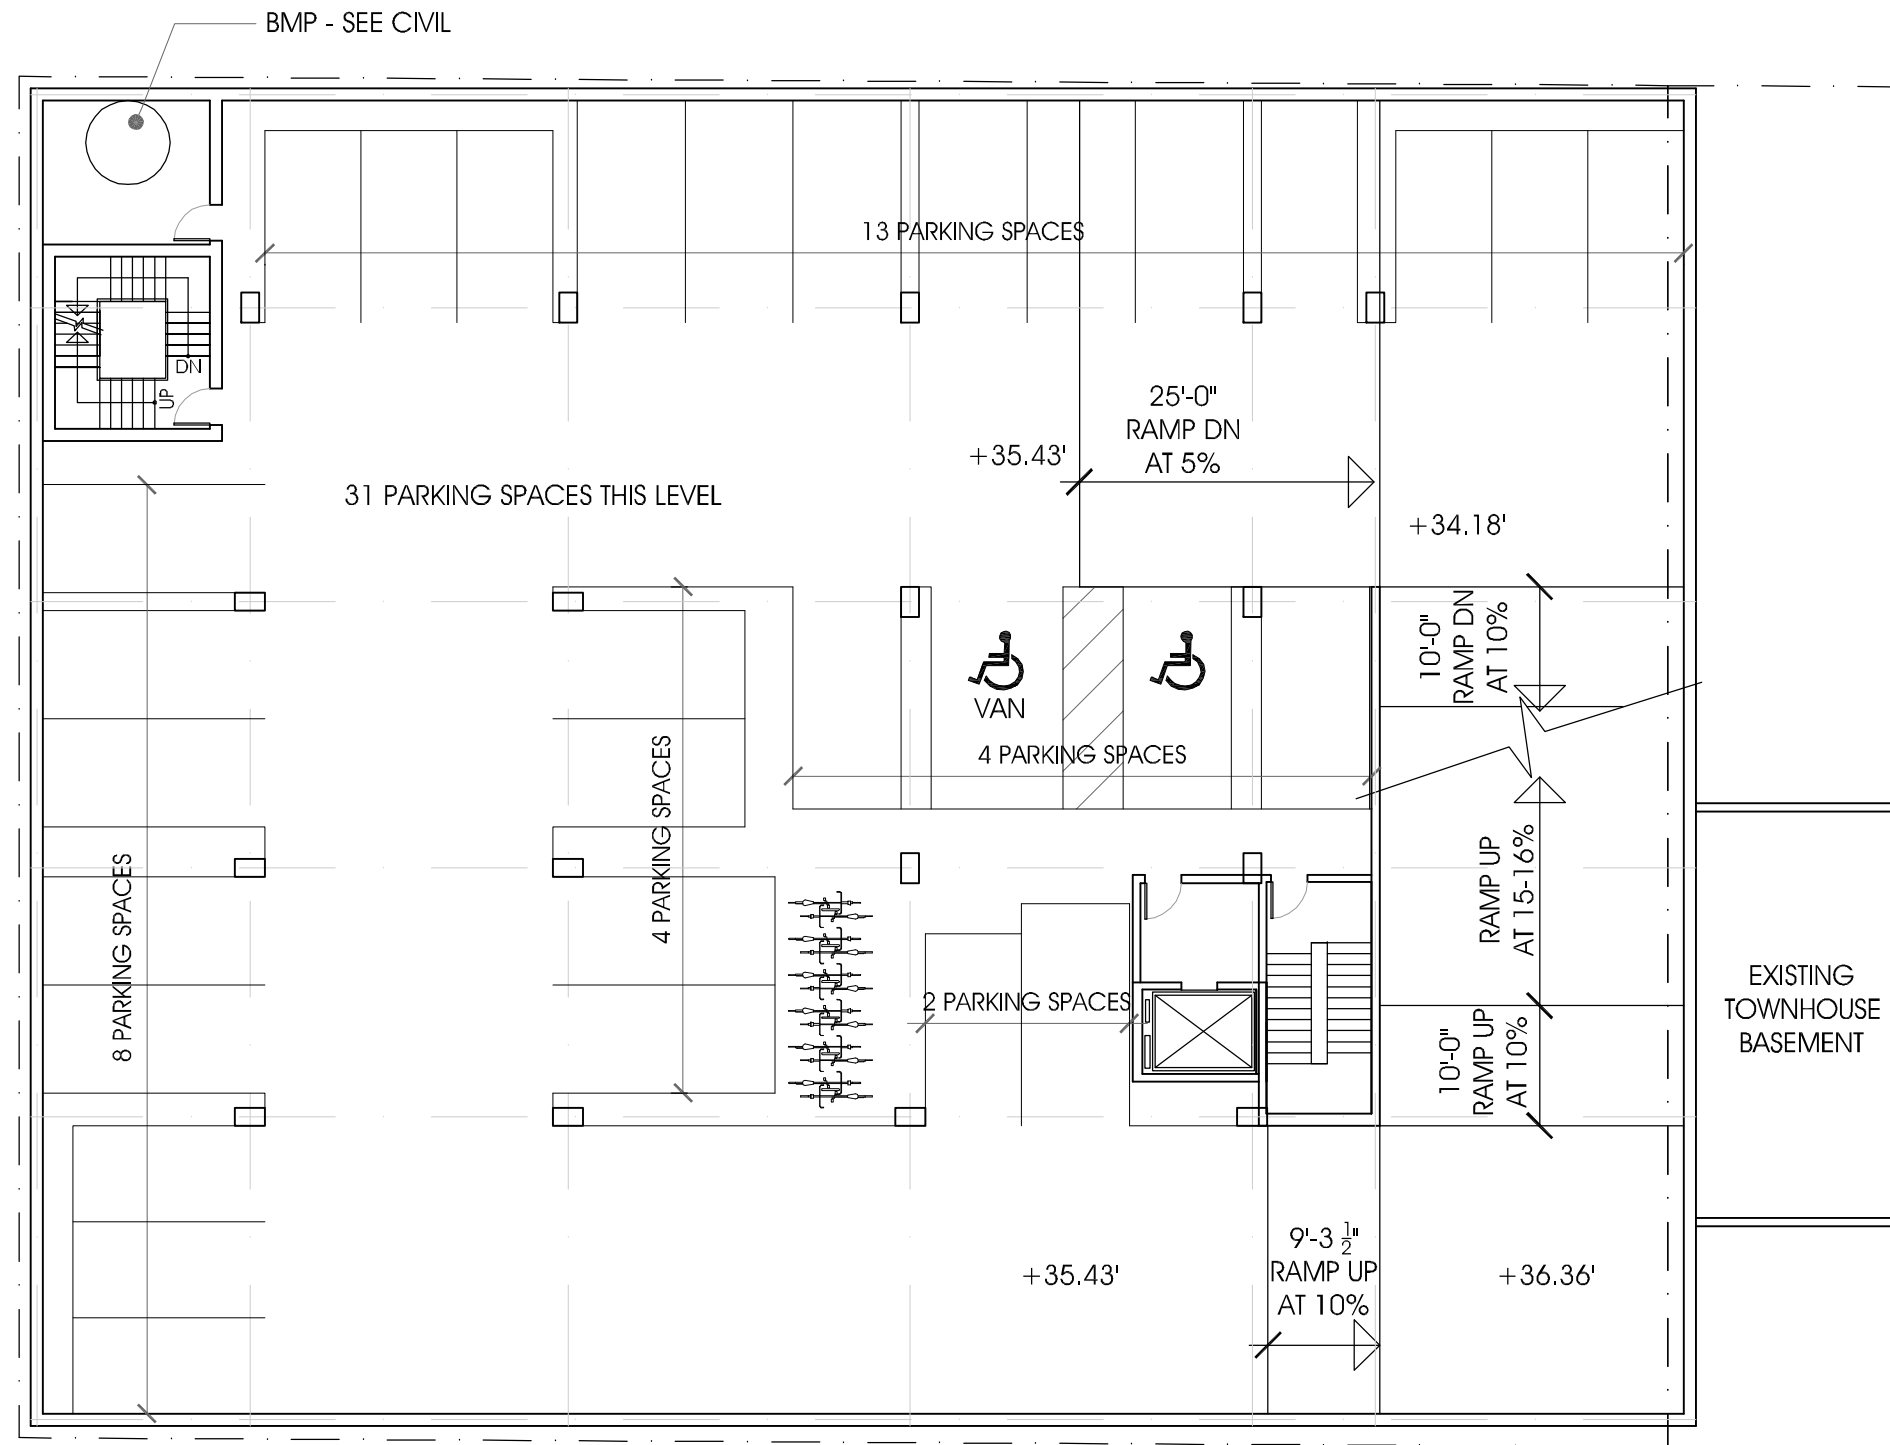 BMP - SEE CIVIL
13 PARKING SPACES
DN
UP
25'-0"
RAMP DN
AT 5%
+35.43'
31 PARKING SPACES THIS LEVEL
+34.18'
10'-0"
RAMP DN
AT 10%
VAN
4 PARKING SPACES
4 PARKING SPACES
8 PARKING SPACES
RAMP UP
AT 15-16%
2 PARKING SPACES
EXISTING
TOWNHOUSE
BASEMENT
10'-0"
RAMP UP
AT 10%
9'-3 ½"
RAMP UP
AT 10%
+35.43'
+36.36'